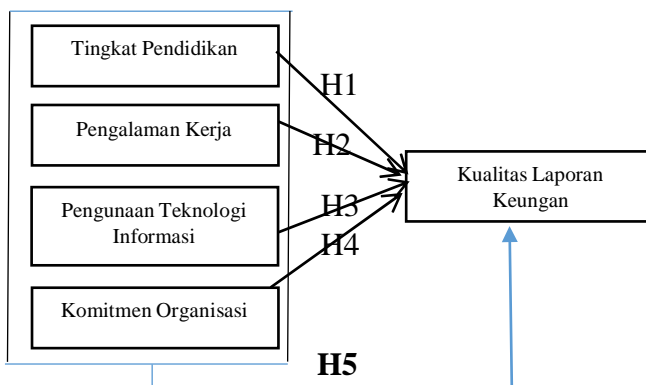 Tingkat Pendidikan
H1
Pengalaman Kerja
H2
Kualitas Laporan
Keungan
Pengunaan Teknologi
Informasi
H3
H4
Komitmen Organisasi
H5